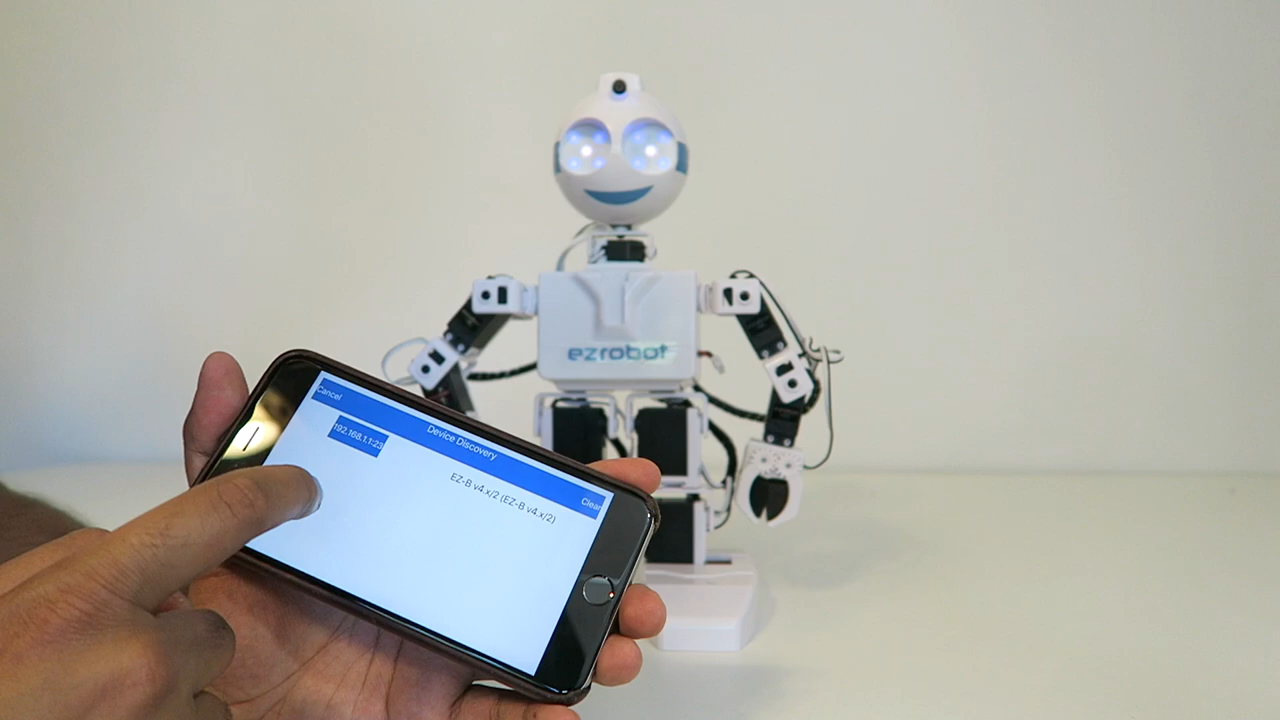 ezrobot
Cancel
Device Discovery
Clear
192.168.1.1:23
EZ-B v4.x/2 (EZ-B v4.x/2)